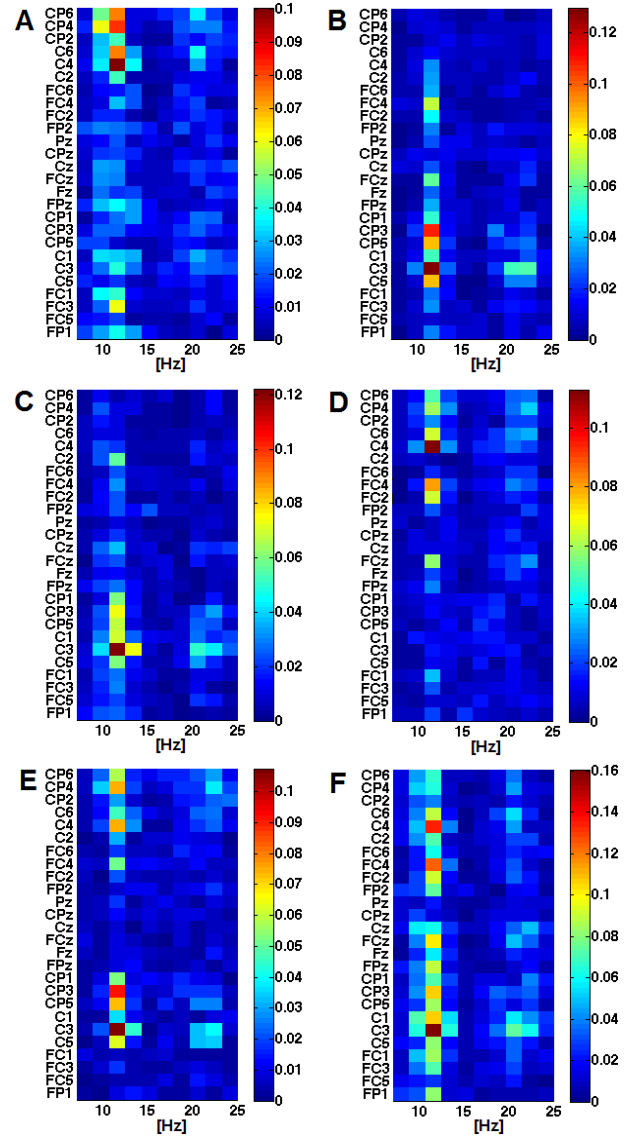 A
CP6
CP4
CP2
C6
C4
C2
FC6
FC4
FC2
FP2
Pz
CPz
Cz
FCz
Fz
FPz
CP1
CP3
CP5
C1
C3
C5
FC1
FC3
FC5
FP1
10 15 20 25
[Hz]
0.1
0.09
0.08
0.07
0.06
0.05
0.04
0.03
0.02
0.01
0
B
CP6
CP4
CP2
C6
C4
C2
FC6
FC4
FC2
FP2
Pz
CPz
Cz
FCz
Fz
FPz
CP1
CP3
CP5
C1
C3
C5
FC1
FC3
FC5
FP1
10 15 20 25
[Hz]
0.12
0.1
0.08
0.06
0.04
0.02
0
C
CP6
CP4
CP2
C6
C4
C2
FC6
FC4
FC2
FP2
Pz
CPz
Cz
FCz
Fz
FPz
CP1
CP3
CP5
C1
C3
C5
FC1
FC3
FC5
FP1
10 15 20 25
[Hz]
0.12
0.1
0.08
0.06
0.04
0.02
0
D
CP6
CP4
CP2
C6
C4
C2
FC6
FC4
FC2
FP2
Pz
CPz
Cz
FCz
Fz
FPz
CP1
CP3
CP5
C1
C3
C5
FC1
FC3
FC5
FP1
10 15 20 25
[Hz]
0.1
0.08
0.06
0.04
0.02
0
E
CP6
CP4
CP2
C6
C4
C2
FC6
FC4
FC2
FP2
Pz
CPz
Cz
FCz
Fz
FPz
CP1
CP3
CP5
C1
C3
C5
FC1
FC3
FC5
FP1
10 15 20 25
[Hz]
0.1
0.09
0.08
0.07
0.06
0.05
0.04
0.03
0.02
0.01
0
F
CP6
CP4
CP2
C6
C4
C2
FC6
FC4
FC2
FP2
Pz
CPz
Cz
FCz
Fz
FPz
CP1
CP3
CP5
C1
C3
C5
FC1
FC3
FC5
FP1
10 15 20 25
[Hz]
0.16
0.14
0.12
0.1
0.08
0.06
0.04
0.02
0